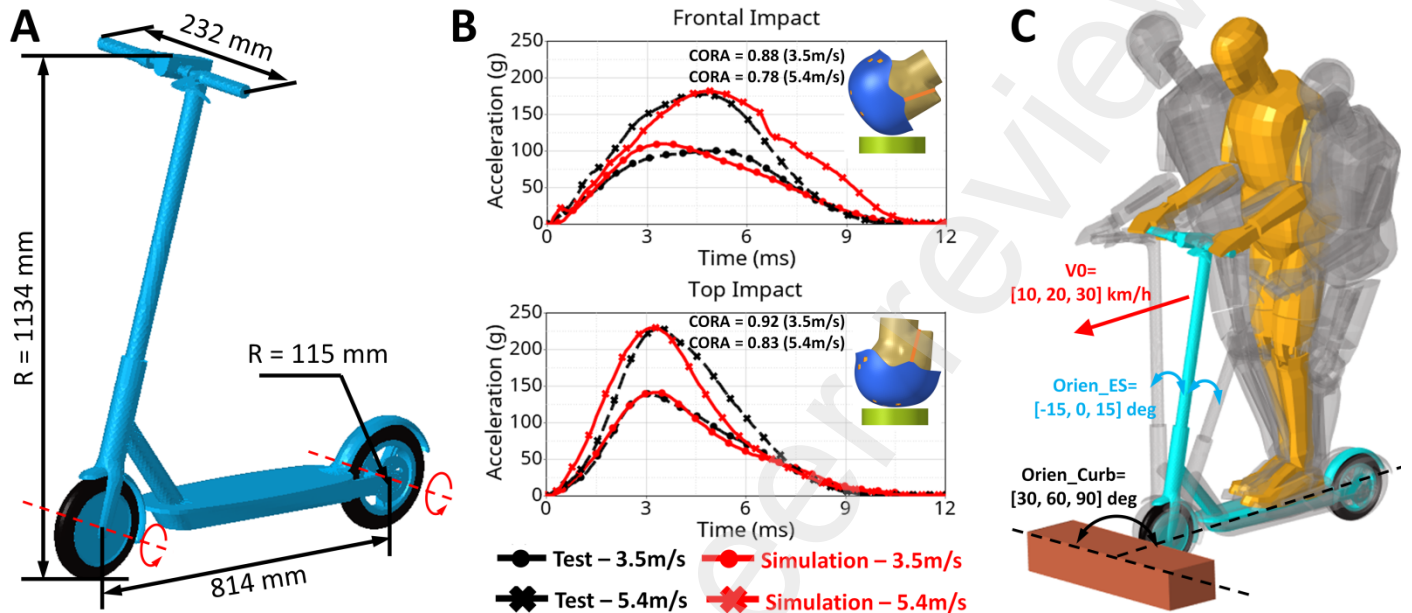 A
232 mm
R = 1134 mm
R = 115 mm
814 mm
B
Frontal Impact
CORA = 0.88 (3.5m/s)
CORA = 0.78 (5.4m/s)
Acceleration (g)
250
200
150
100
50
0
0 3 6 9 12
Time (ms)
Top Impact
CORA = 0.92 (3.5m/s)
CORA = 0.83 (5.4m/s)
Acceleration (g)
250
200
150
100
50
0
0 3 6 9 12
Time (ms)
Test – 3.5m/s
Simulation – 3.5m/s
Test – 5.4m/s
Simulation – 5.4m/s
C
V0=
[10, 20, 30] km/h
Orien_ES=
[-15, 0, 15] deg
Orien_Curb=
[30, 60, 90] deg
eer review